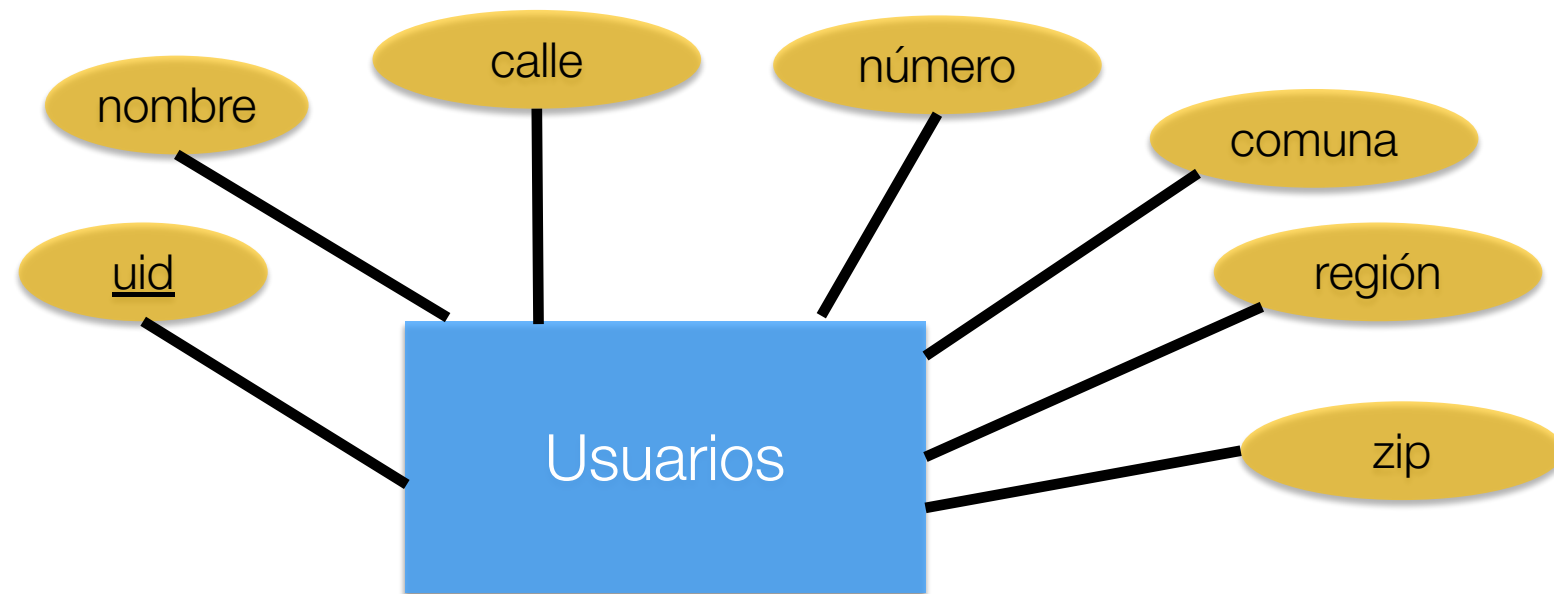 calle
número
nombre
comuna
uid
región
Usuarios
zip